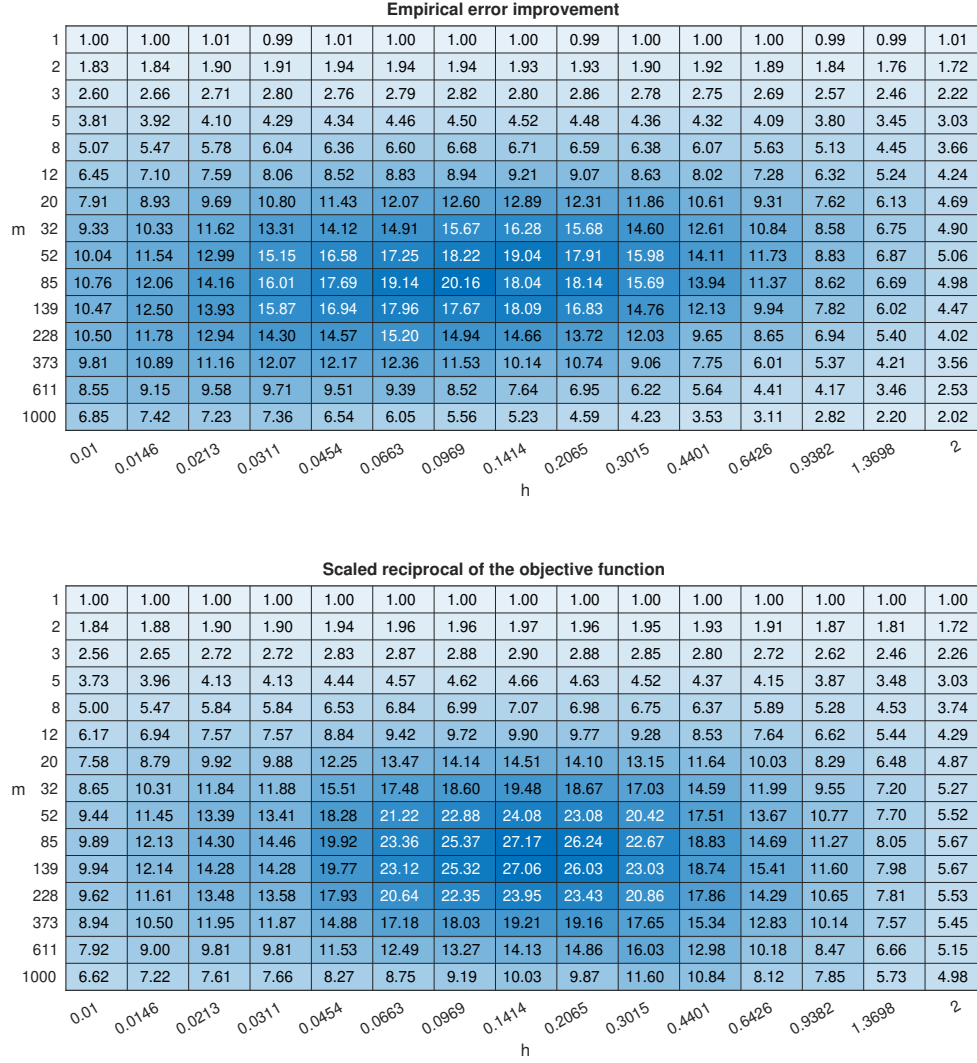 Empirical error improvement
1 1.00 1.00 1.01 0.99 1.01 1.00 1.00 1.00 0.99 1.00 1.00 1.00 0.99 0.99 1.01
2 1.83 1.84 1.90 1.91 1.94 1.94 1.94 1.93 1.93 1.90 1.92 1.89 1.84 1.76 1.72
3 2.60 2.66 2.71 2.80 2.76 2.79 2.82 2.80 2.86 2.78 2.75 2.69 2.57 2.46 2.22
5 3.81 3.92 4.10 4.29 4.34 4.46 4.50 4.52 4.48 4.36 4.32 4.09 3.80 3.45 3.03
8 5.07 5.47 5.78 6.04 6.36 6.60 6.68 6.71 6.59 6.38 6.07 5.63 5.13 4.45 3.66
12 6.45 7.10 7.59 8.06 8.52 8.83 8.94 9.21 9.07 8.63 8.02 7.28 6.32 5.24 4.24
20 7.91 8.93 9.69 10.80 11.43 12.07 12.60 12.89 12.31 11.86 10.61 9.31 7.62 6.13 4.69
m 32 9.33 10.33 11.62 13.31 14.12 14.91 15.67 16.28 15.68 14.60 12.61 10.84 8.58 6.75 4.90
52 10.04 11.54 12.99 15.15 16.58 17.25 18.22 19.04 17.91 15.98 14.11 11.73 8.83 6.87 5.06
85 10.76 12.06 14.16 16.01 17.69 19.14 20.16 18.04 18.14 15.69 13.94 11.37 8.62 6.69 4.98
139 10.47 12.50 13.93 15.87 16.94 17.96 17.67 18.09 16.83 14.76 12.13 9.94 7.82 6.02 4.47
228 10.50 11.78 12.94 14.30 14.57 15.20 14.94 14.66 13.72 12.03 9.65 8.65 6.94 5.40 4.02
373 9.81 10.89 11.16 12.07 12.17 12.36 11.53 10.14 10.74 9.06 7.75 6.01 5.37 4.21 3.56
611 8.55 9.15 9.58 9.71 9.51 9.39 8.52 7.64 6.95 6.22 5.64 4.41 4.17 3.46 2.53
1000 6.85 7.42 7.23 7.36 6.54 6.05 5.56 5.23 4.59 4.23 3.53 3.11 2.82 2.20 2.02
0.01 0.0146 0.0213 0.0311 0.0454 0.0663 0.0969 0.1414 0.2065 0.3015 0.4401 0.6426 0.9382 1.3698 2
h
Scaled reciprocal of the objective function
1 1.00 1.00 1.00 1.00 1.00 1.00 1.00 1.00 1.00 1.00 1.00 1.00 1.00 1.00 1.00
2 1.84 1.88 1.90 1.90 1.94 1.96 1.96 1.97 1.96 1.95 1.93 1.91 1.87 1.81 1.72
3 2.56 2.65 2.72 2.72 2.83 2.87 2.88 2.90 2.88 2.85 2.80 2.72 2.62 2.46 2.26
5 3.73 3.96 4.13 4.13 4.44 4.57 4.62 4.66 4.63 4.52 4.37 4.15 3.87 3.48 3.03
8 5.00 5.47 5.84 5.84 6.53 6.84 6.99 7.07 6.98 6.75 6.37 5.89 5.28 4.53 3.74
12 6.17 6.94 7.57 7.57 8.84 9.42 9.72 9.90 9.77 9.28 8.53 7.64 6.62 5.44 4.29
20 7.58 8.79 9.92 9.88 12.25 13.47 14.14 14.51 14.10 13.15 11.64 10.03 8.29 6.48 4.87
m 32 8.65 10.31 11.84 11.88 15.51 17.48 18.60 19.48 18.67 17.03 14.59 11.99 9.55 7.20 5.27
52 9.44 11.45 13.39 13.41 18.28 21.22 22.88 24.08 23.08 20.42 17.51 13.67 10.77 7.70 5.52
85 9.89 12.13 14.30 14.46 19.92 23.36 25.37 27.17 26.24 22.67 18.83 14.69 11.27 8.05 5.67
139 9.94 12.14 14.28 14.28 19.77 23.12 25.32 27.06 26.03 23.03 18.74 15.41 11.60 7.98 5.67
228 9.62 11.61 13.48 13.58 17.93 20.64 22.35 23.95 23.43 20.86 17.86 14.29 10.65 7.81 5.53
373 8.94 10.50 11.95 11.87 14.88 17.18 18.03 19.21 19.16 17.65 15.34 12.83 10.14 7.57 5.45
611 7.92 9.00 9.81 9.81 11.53 12.49 13.27 14.13 14.86 16.03 12.98 10.18 8.47 6.66 5.15
1000 6.62 7.22 7.61 7.66 8.27 8.75 9.19 10.03 9.87 11.60 10.84 8.12 7.85 5.73 4.98
0.01 0.0146 0.0213 0.0311 0.0454 0.0663 0.0969 0.1414 0.2065 0.3015 0.4401 0.6426 0.9382 1.3698 2
h